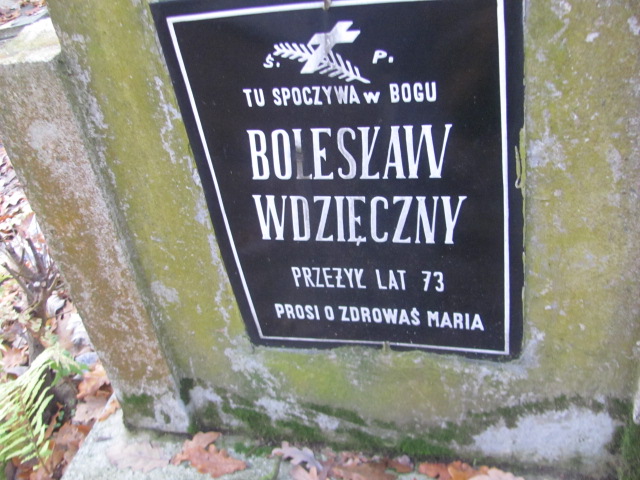 Ś. P.
TU SPOCZYWA w BOGU
BOLESŁAW
WDZIĘCZNY
PRZEŻYŁ LAT 73
PROSI O ZDROWAŚ MARIA